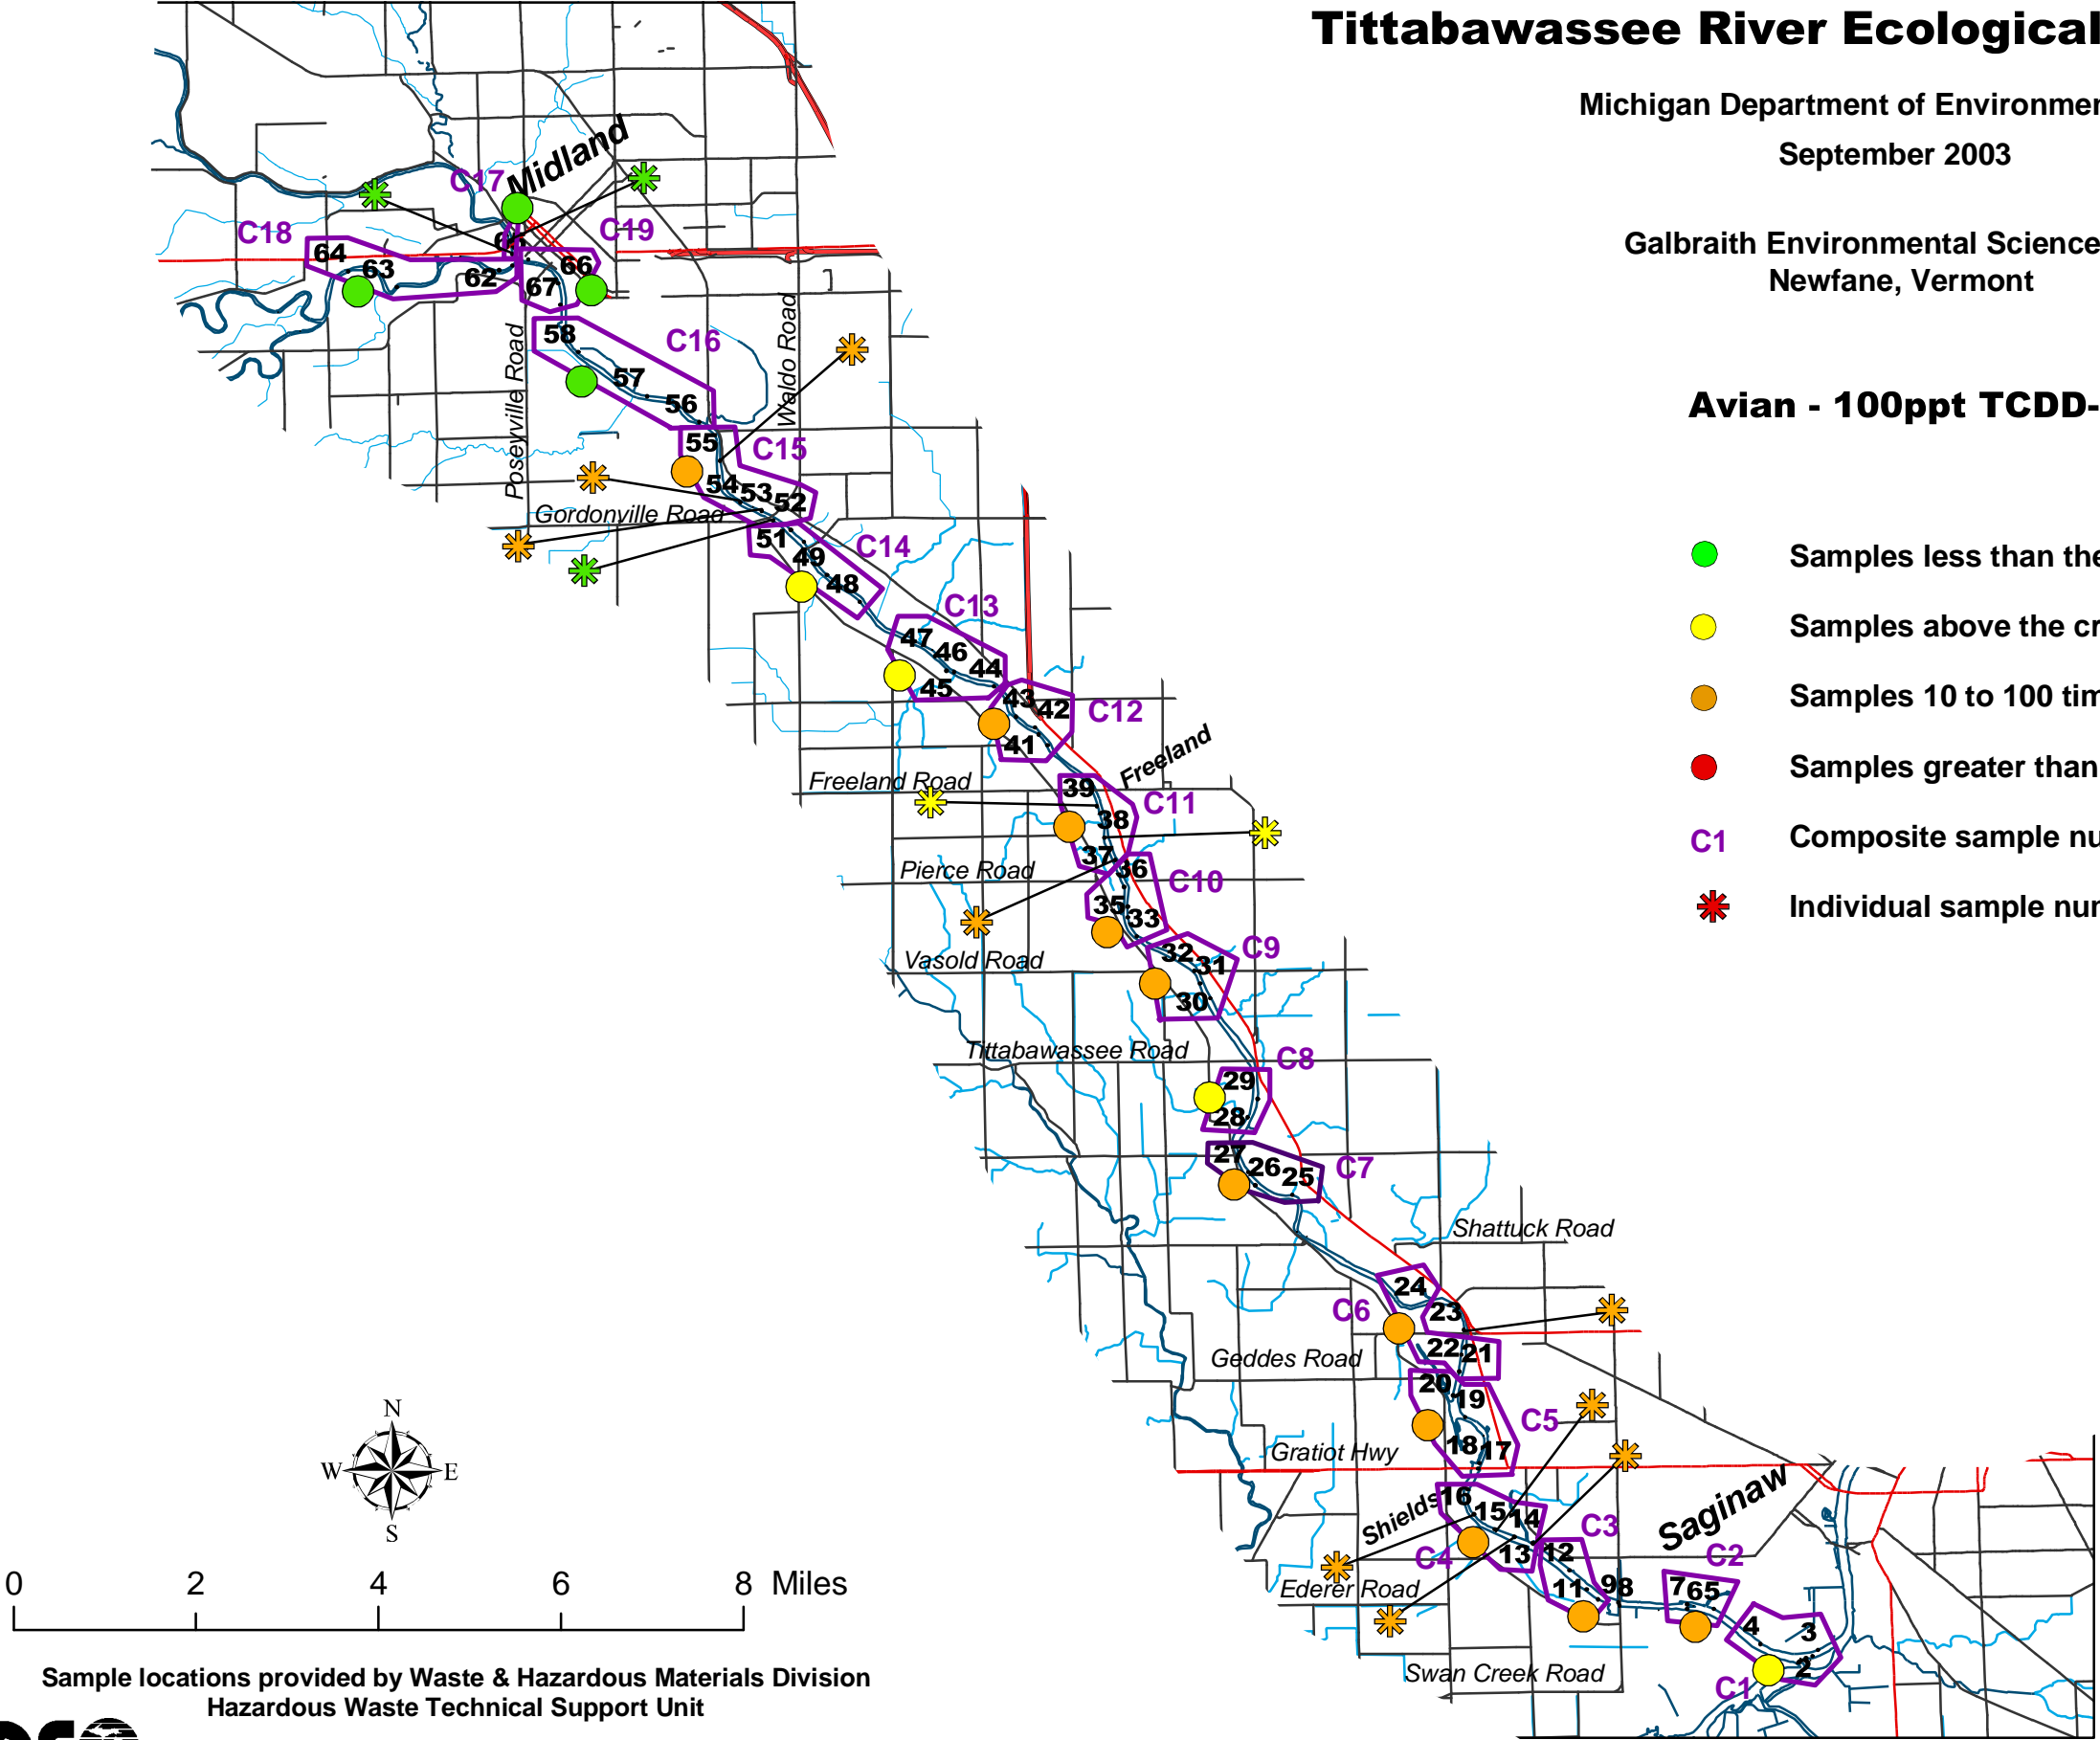 Tittabawassee River Ecological
Michigan Department of Environmen
September 2003
Galbraith Environmental Science
Newfane, Vermont
Avian - 100ppt TCDD-
Samples less than the
Samples above the cr
Samples 10 to 100 tim
Samples greater than
C1 Composite sample nu
Individual sample num
Midland
C17
C18
C19
64
63
62
66
67
58
C16
57
56
Poseyville Road
Waldo Road
55
C15
54
53
52
Gordonville Road
51
C14
49
48
C13
47
46
44
45
43
42
C12
41
Freeland
Freeland Road
39
C11
38
37
Pierce Road
36
C10
35
33
Vasold Road
32
31
C9
30
Tittabawassee Road
C8
29
28
27
26
25
C7
Shattuck Road
24
C6
23
22
21
Geddes Road
20
19
C5
18
17
Gratiot Hwy
16
15
14
Shields
C4
13
C3
12
11
9
8
Ederer Road
Saginaw
C2
7
6
5
4
3
2
C1
Swan Creek Road
N
W
E
S
0 2 4 6 8 Miles
Sample locations provided by Waste & Hazardous Materials Division
Hazardous Waste Technical Support Unit